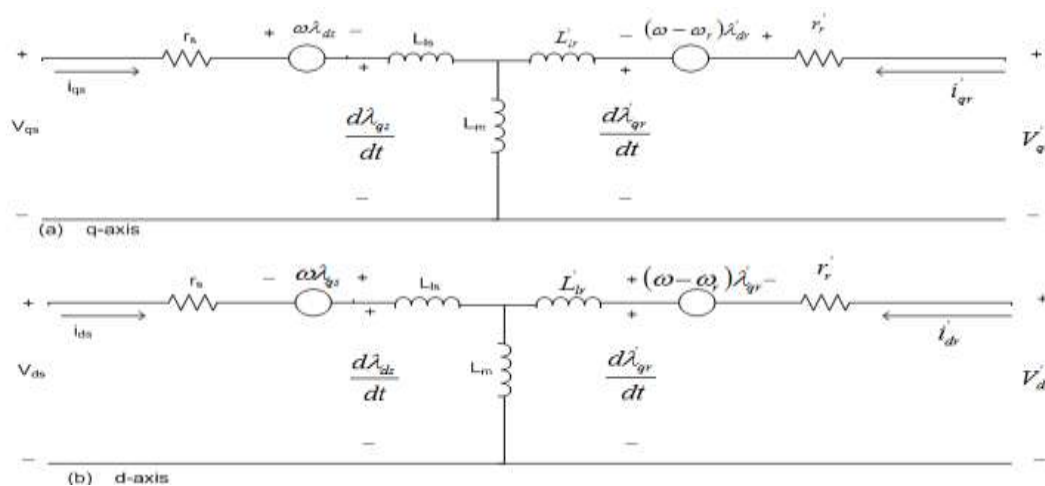 + ωλds −
rs
Lls
L'lr
− (ω − ωr)λ'dr +
r'r
+
iqs
+
+
i'qr
+
Vqs
dλqs/dt
Lm
dλ'qr/dt
V'q
−
−
−
−
(a) q-axis
− ωλqs +
rs
Lls
L'lr
+ (ω − ωr)λ'qr −
r'r
+
ids
+
i'dr
+
Vds
dλds/dt
Lm
dλ'qr/dt
V'd
−
−
−
−
(b) d-axis